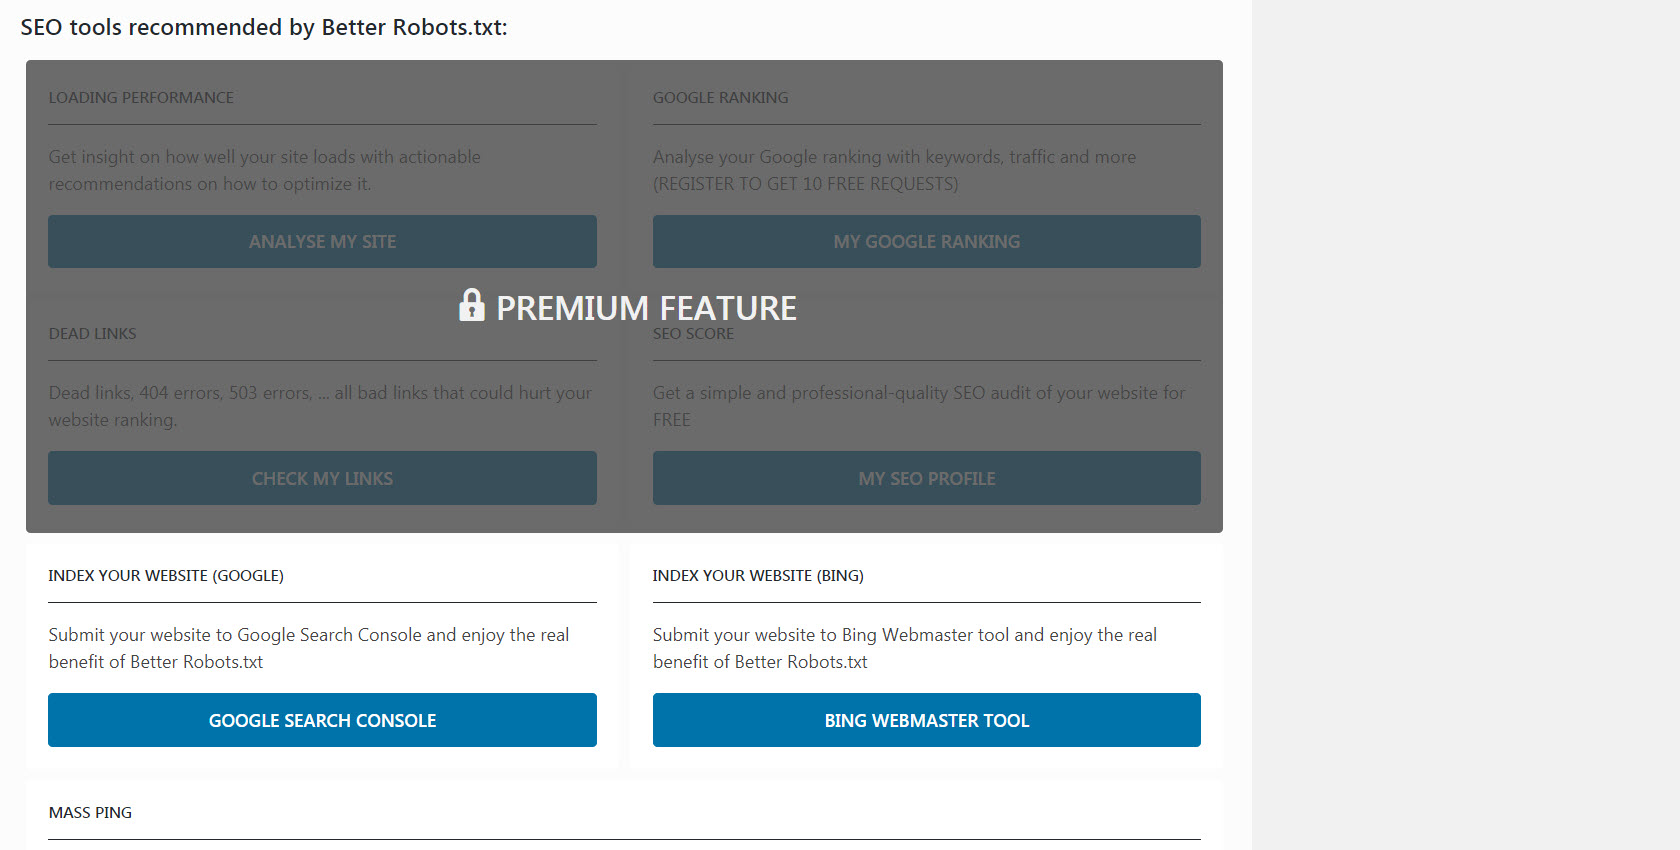 SEO tools recommended by Better Robots.txt:
LOADING PERFORMANCE
Get insight on how well your site loads with actionable
recommendations on how to optimize it.
ANALYSE MY SITE
GOOGLE RANKING
Analyse your Google ranking with keywords, traffic and more
(REGISTER TO GET 10 FREE REQUESTS)
MY GOOGLE RANKING
PREMIUM FEATURE
DEAD LINKS
Dead links, 404 errors, 503 errors, ... all bad links that could hurt your
website ranking.
CHECK MY LINKS
SEO SCORE
Get a simple and professional-quality SEO audit of your website for
FREE
MY SEO PROFILE
INDEX YOUR WEBSITE (GOOGLE)
Submit your website to Google Search Console and enjoy the real
benefit of Better Robots.txt
GOOGLE SEARCH CONSOLE
INDEX YOUR WEBSITE (BING)
Submit your website to Bing Webmaster tool and enjoy the real
benefit of Better Robots.txt
BING WEBMASTER TOOL
MASS PING